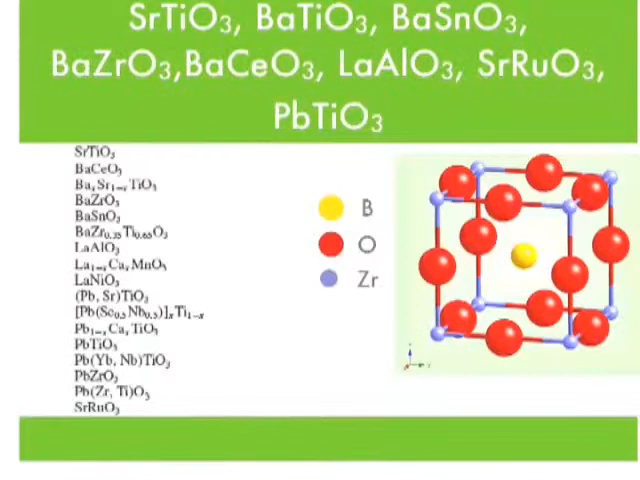 SrTiO₃, BaTiO₃, BaSnO₃,
BaZrO₃,BaCeO₃, LaAlO₃, SrRuO₃,
PbTiO₃
SrTiO₃
BaCeO₃
BaₓSr₁₋ₓTiO₃
BaZrO₃
BaSnO₃
BaZr₀.₃₅Ti₀.₆₅O₃
LaAlO₃
La₁₋ₓCaₓMnO₃
LaNiO₃
(Pb, Sr)TiO₃
[Pb(Sc₀.₅Nb₀.₅)]ₓTi₁₋ₓ
Pb₁₋ₓCaₓTiO₃
PbTiO₃
Pb(Yb, Nb)TiO₃
PbZrO₃
Pb(Zr, Ti)O₃
SrRuO₃
B
O
Zr